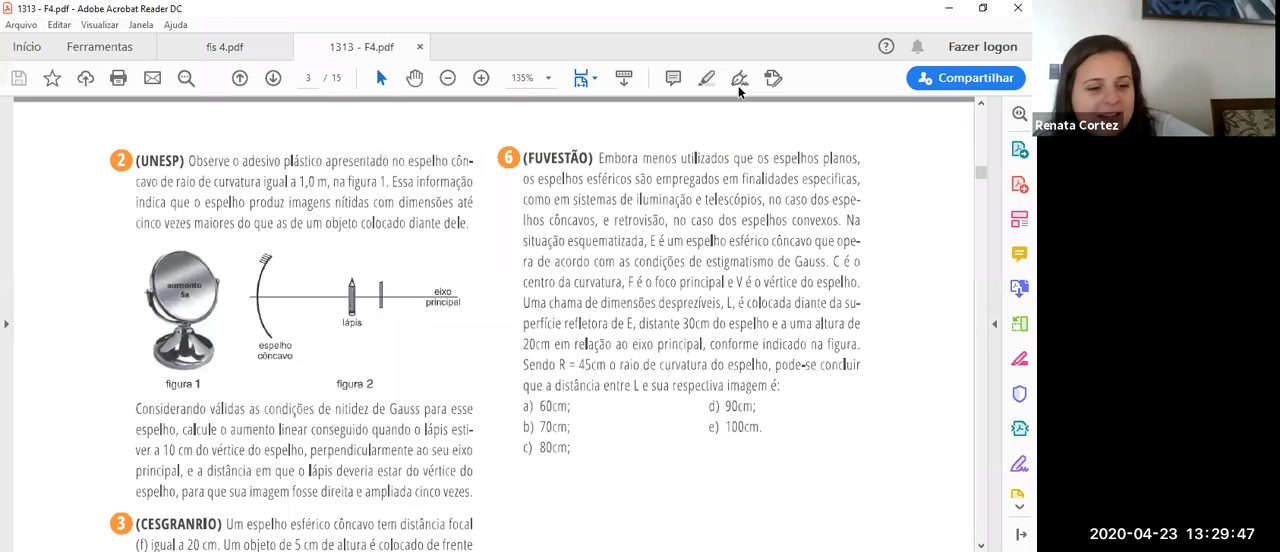 1313 - F4.pdf - Adobe Acrobat Reader DC
Arquivo Editar Visualizar Janela Ajuda
Início Ferramentas fis 4.pdf 1313 - F4.pdf × Fazer logon
3 / 15 135% Compartilhar
Renata Cortez
2 (UNESP) Observe o adesivo plástico apresentado no espelho côn-
cavo de raio de curvatura igual a 1,0 m, na figura 1. Essa informação
indica que o espelho produz imagens nítidas com dimensões até
cinco vezes maiores do que as de um objeto colocado diante dele.
aumento
5x
eixo
principal
lápis
espelho
côncavo
figura 1 figura 2
Considerando válidas as condições de nitidez de Gauss para esse
espelho, calcule o aumento linear conseguido quando o lápis esti-
ver a 10 cm do vértice do espelho, perpendicularmente ao seu eixo
principal, e a distância em que o lápis deveria estar do vértice do
espelho, para que sua imagem fosse direita e ampliada cinco vezes.
3 (CESGRANRIO) Um espelho esférico côncavo tem distância focal
(f) igual a 20 cm. Um objeto de 5 cm de altura é colocado de frente
6 (FUVESTÃO) Embora menos utilizados que os espelhos planos,
os espelhos esféricos são empregados em finalidades especificas,
como em sistemas de iluminação e telescópios, no caso dos espe-
lhos côncavos, e retrovisão, no caso dos espelhos convexos. Na
situação esquematizada, E é um espelho esférico côncavo que ope-
ra de acordo com as condições de estigmatismo de Gauss. C é o
centro da curvatura, F é o foco principal e V é o vértice do espelho.
Uma chama de dimensões desprezíveis, L, é colocada diante da su-
perfície refletora de E, distante 30cm do espelho e a uma altura de
20cm em relação ao eixo principal, conforme indicado na figura.
Sendo R = 45cm o raio de curvatura do espelho, pode-se concluir
que a distância entre L e sua respectiva imagem é:
a) 60cm; d) 90cm;
b) 70cm; e) 100cm.
c) 80cm;
2020-04-23 13:29:47